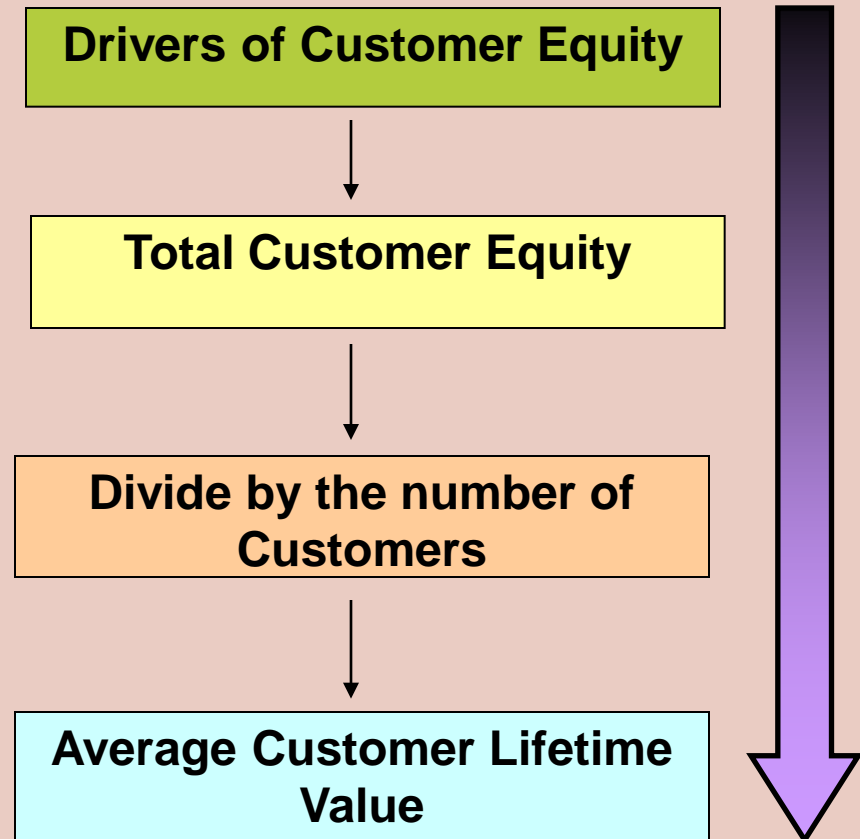 Drivers of Customer Equity
Total Customer Equity
Divide by the number of
Customers
Average Customer Lifetime
Value